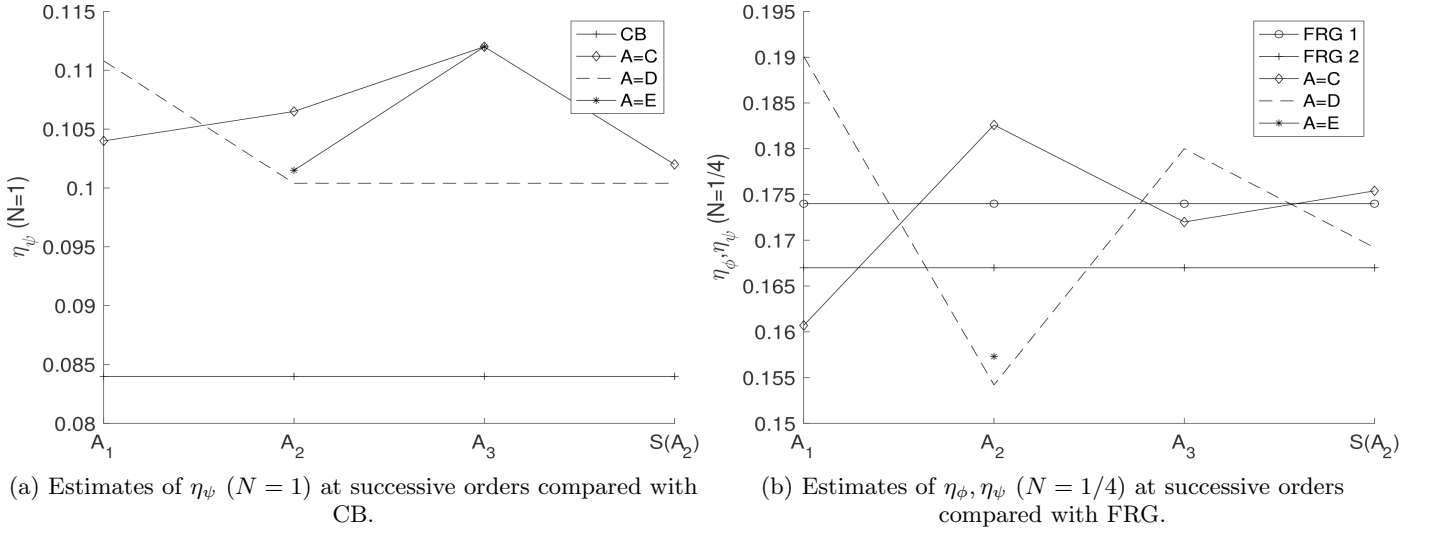 0.115
0.11
0.105
0.1
0.095
0.09
0.085
0.08
η_ψ (N=1)
A_1 A_2 A_3 S(A_2)
CB
A=C
A=D
A=E
(a) Estimates of η_ψ (N = 1) at successive orders compared with
CB.
0.195
0.19
0.185
0.18
0.175
0.17
0.165
0.16
0.155
0.15
η_ϕ,η_ψ (N=1/4)
A_1 A_2 A_3 S(A_2)
FRG 1
FRG 2
A=C
A=D
A=E
(b) Estimates of η_ϕ, η_ψ (N = 1/4) at successive orders
compared with FRG.